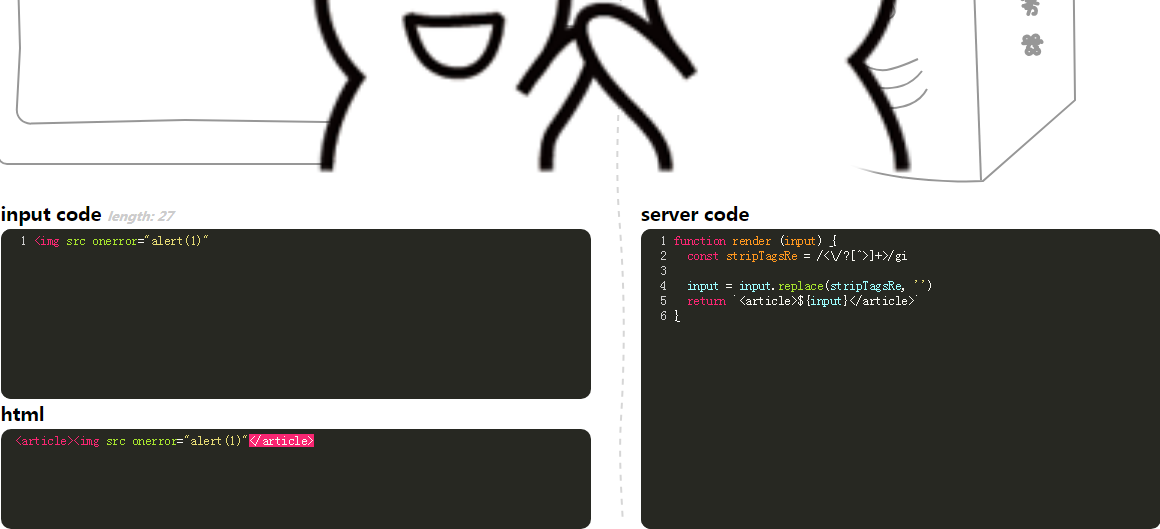 务
器
input code length: 27
1 <img src onerror="alert(1)"
html
<article><img src onerror="alert(1)"</article>
server code
1 function render (input) {
2   const stripTagsRe = /<\/?[^>]+>/gi
3
4   input = input.replace(stripTagsRe, '')
5   return `<article>${input}</article>`
6 }